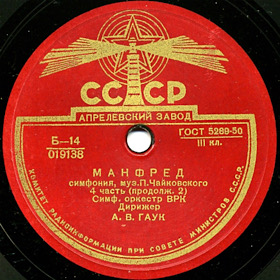 СССР
АПРЕЛЕВСКИЙ ЗАВОД
ГОСТ 5289-50
Б—14
III кл.
019138
МАНФРЕД
симфония, муз.П.Чайковского
4 часть (продолж. 2)
Симф. оркестр ВРК
Дирижер
А. В. ГАУК
КОМИТЕТ РАДИОИНФОРМАЦИИ ПРИ СОВЕТЕ МИНИСТРОВ СССР.